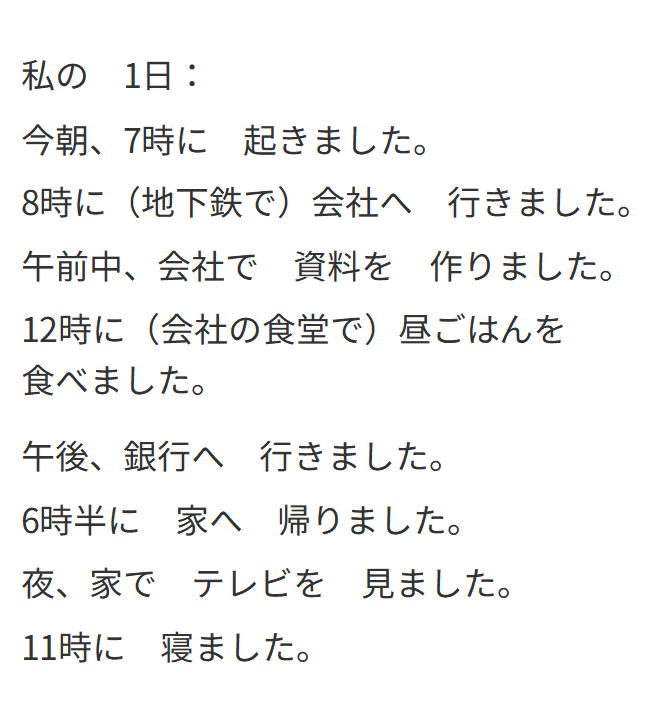 私の　1日：
今朝、7時に　起きました。
8時に（地下鉄で）会社へ　行きました。
午前中、会社で　資料を　作りました。
12時に（会社の食堂で）昼ごはんを
食べました。
午後、銀行へ　行きました。
6時半に　家へ　帰りました。
夜、家で　テレビを　見ました。
11時に　寝ました。